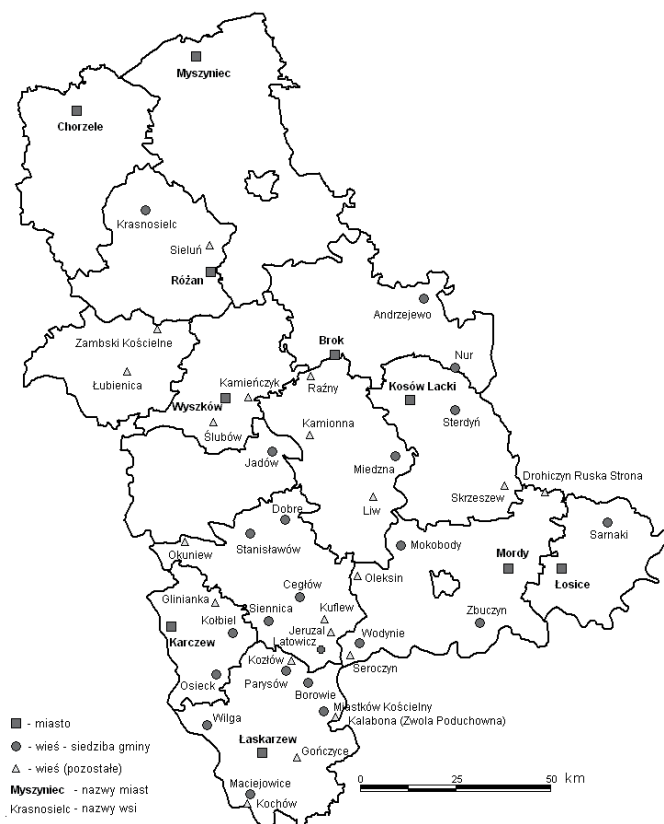 Myszyniec
Chorzele
Krasnosielc
Sieluń
Różan
Andrzejewo
Zambski Kościelne
Brok
Nur
Łubienica
Kamieńczyk
Raźny
Kosów Lacki
Wyszków
Sterdyń
Ślubów
Kamionna
Jadów
Miedzna
Drohiczyn Ruska Strona
Skrzeszew
Liw
Dobre
Sarnaki
Stanisławów
Mokobody
Okuniew
Mordy
Łosice
Oleksin
Cegłów
Glinianka
Kuflew
Siennica
Zbuczyn
Kołbiel
Jeruzal
Wodynie
Karczew
Latowicz
Seroczyn
Kozłów
Osieck
Parysów
Borowie
Miastków Kościelny
Wilga
Kalabona (Zwola Poduchowna)
- miasto
- wieś - siedziba gminy
Łaskarzew
Gończyce
- wieś (pozostałe)
Maciejowice
Myszyniec - nazwy miast
Kochów
Krasnosielc - nazwy wsi
0 25 50 km